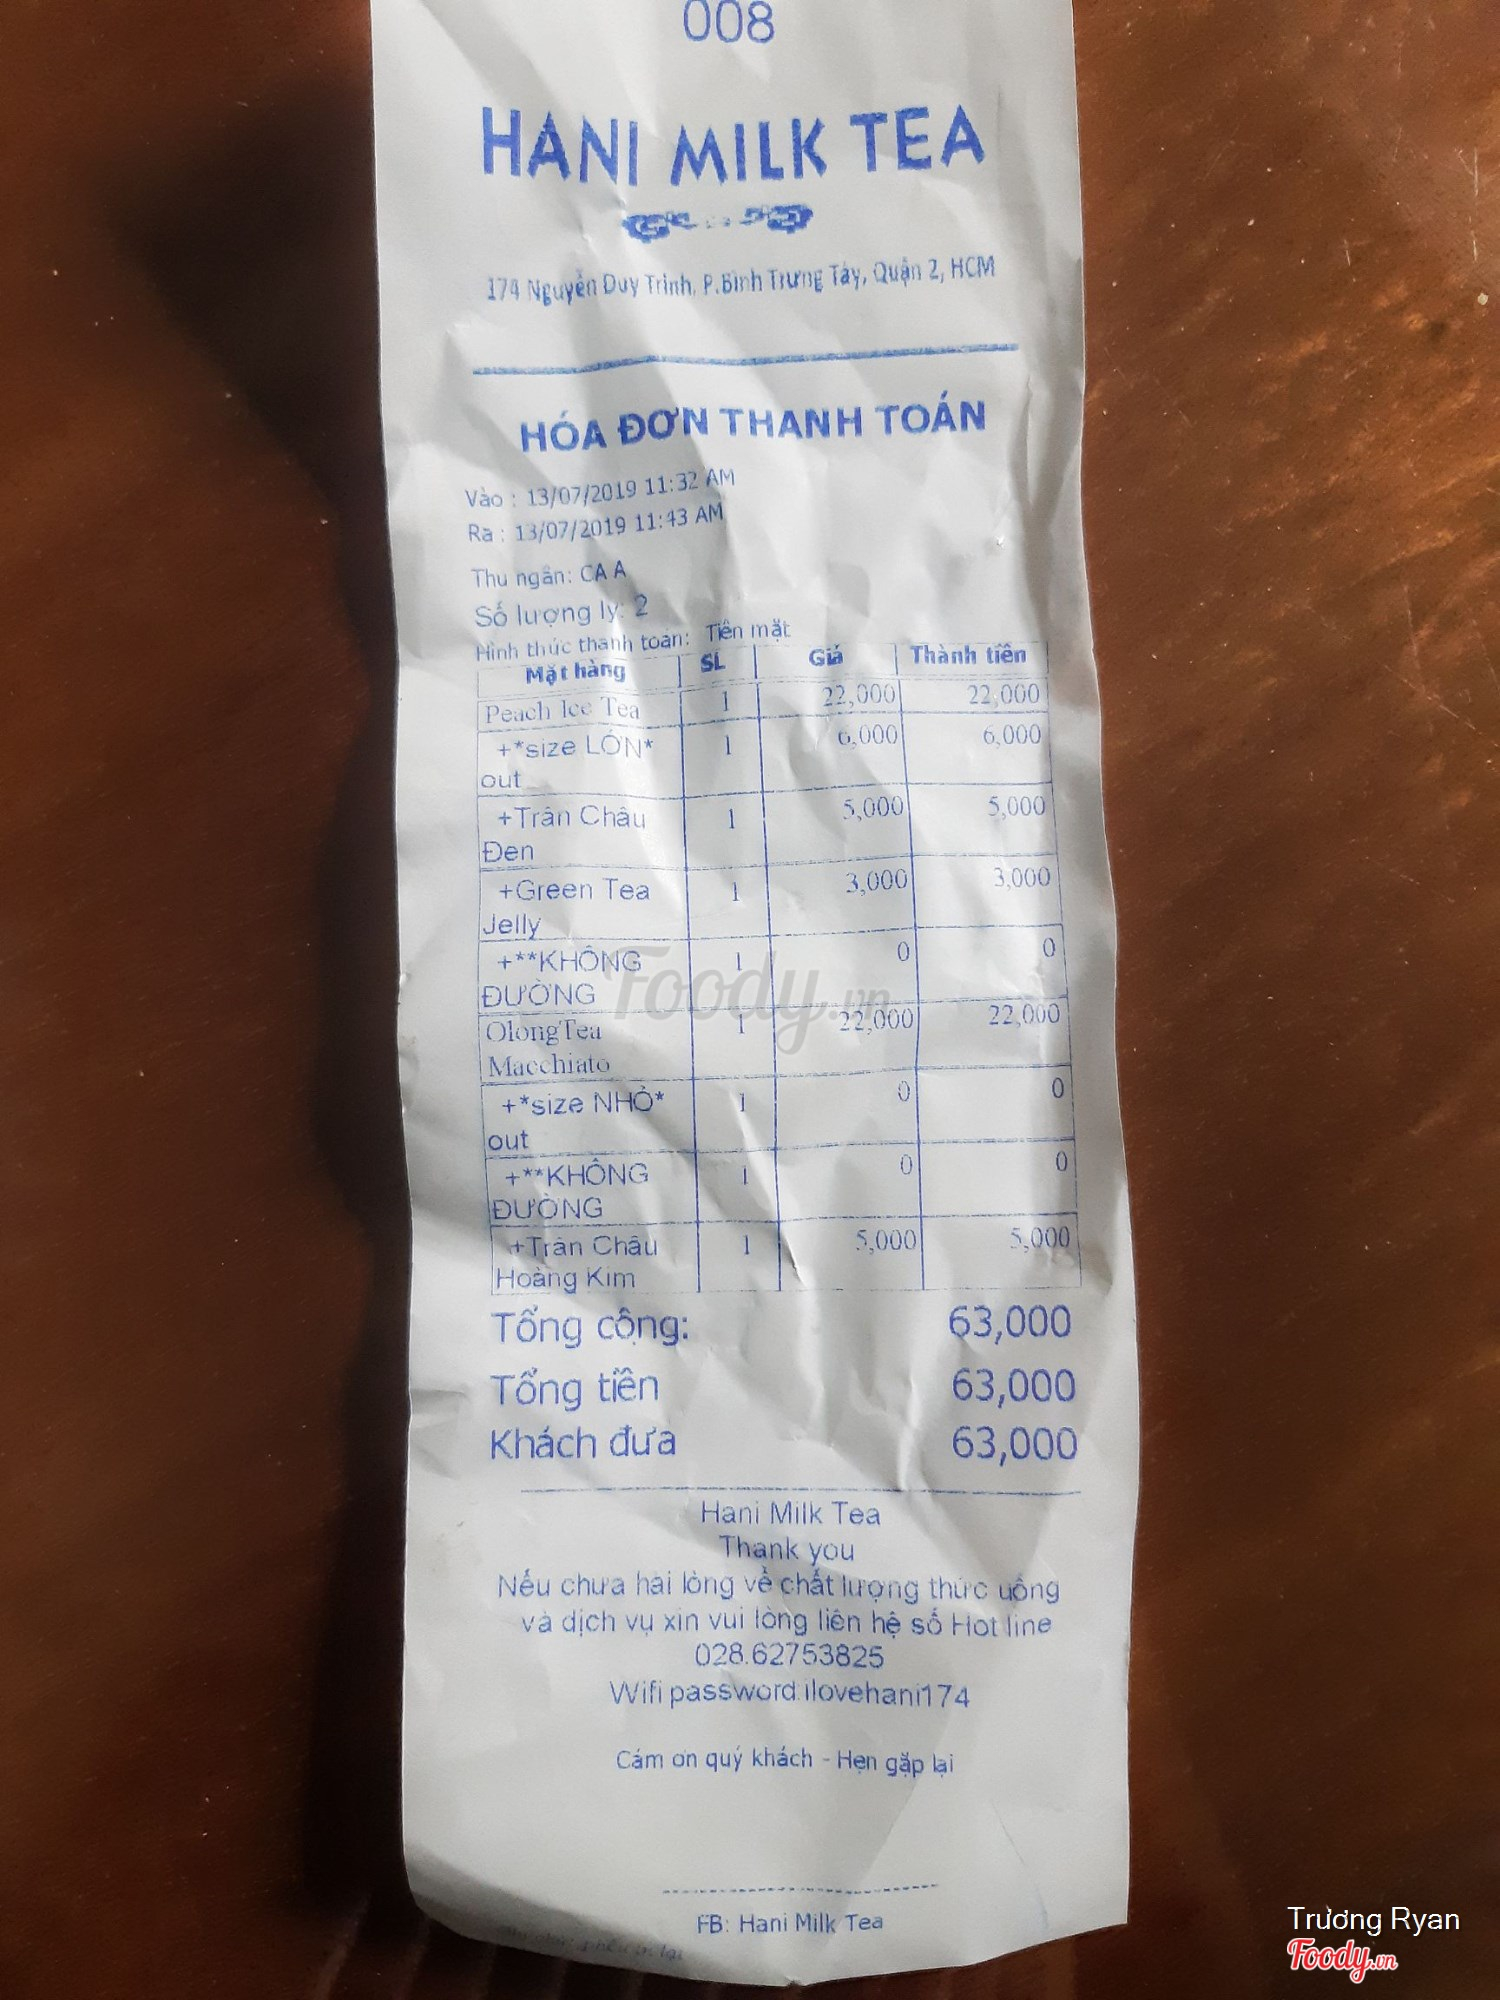 008
HANI MILK TEA
174 Nguyễn Duy Trinh, P.Bình Trưng Tây, Quận 2, HCM
HÓA ĐƠN THANH TOÁN
Vào : 13/07/2019 11:32 AM
Ra : 13/07/2019 11:43 AM
Thu ngân: CA A
Số lượng ly: 2
Hình thức thanh toán: Tiền mặt
Mặt hàng SL Giá Thành tiền
Peach Ice Tea 1 22,000 22,000
+*size LỚN* 1 6,000 6,000
out
+Trân Châu 1 5,000 5,000
Đen
+Green Tea 1 3,000 3,000
Jelly
+**KHÔNG 1 0 0
ĐƯỜNG
OlongTea 1 22,000 22,000
Macchiato
+*size NHỎ* 1 0 0
out
+**KHÔNG 1 0 0
ĐƯỜNG
+Trân Châu 1 5,000 5,000
Hoàng Kim
Tổng cộng: 63,000
Tổng tiền 63,000
Khách đưa 63,000
Hani Milk Tea
Thank you
Nếu chưa hài lòng về chất lượng thức uống
và dịch vụ xin vui lòng liên hệ số Hot line
028.62753825
Wifi password:ilovehani174
Cám ơn quý khách - Hẹn gặp lại
FB: Hani Milk Tea
Foody.vn
Trương Ryan
Foody.vn